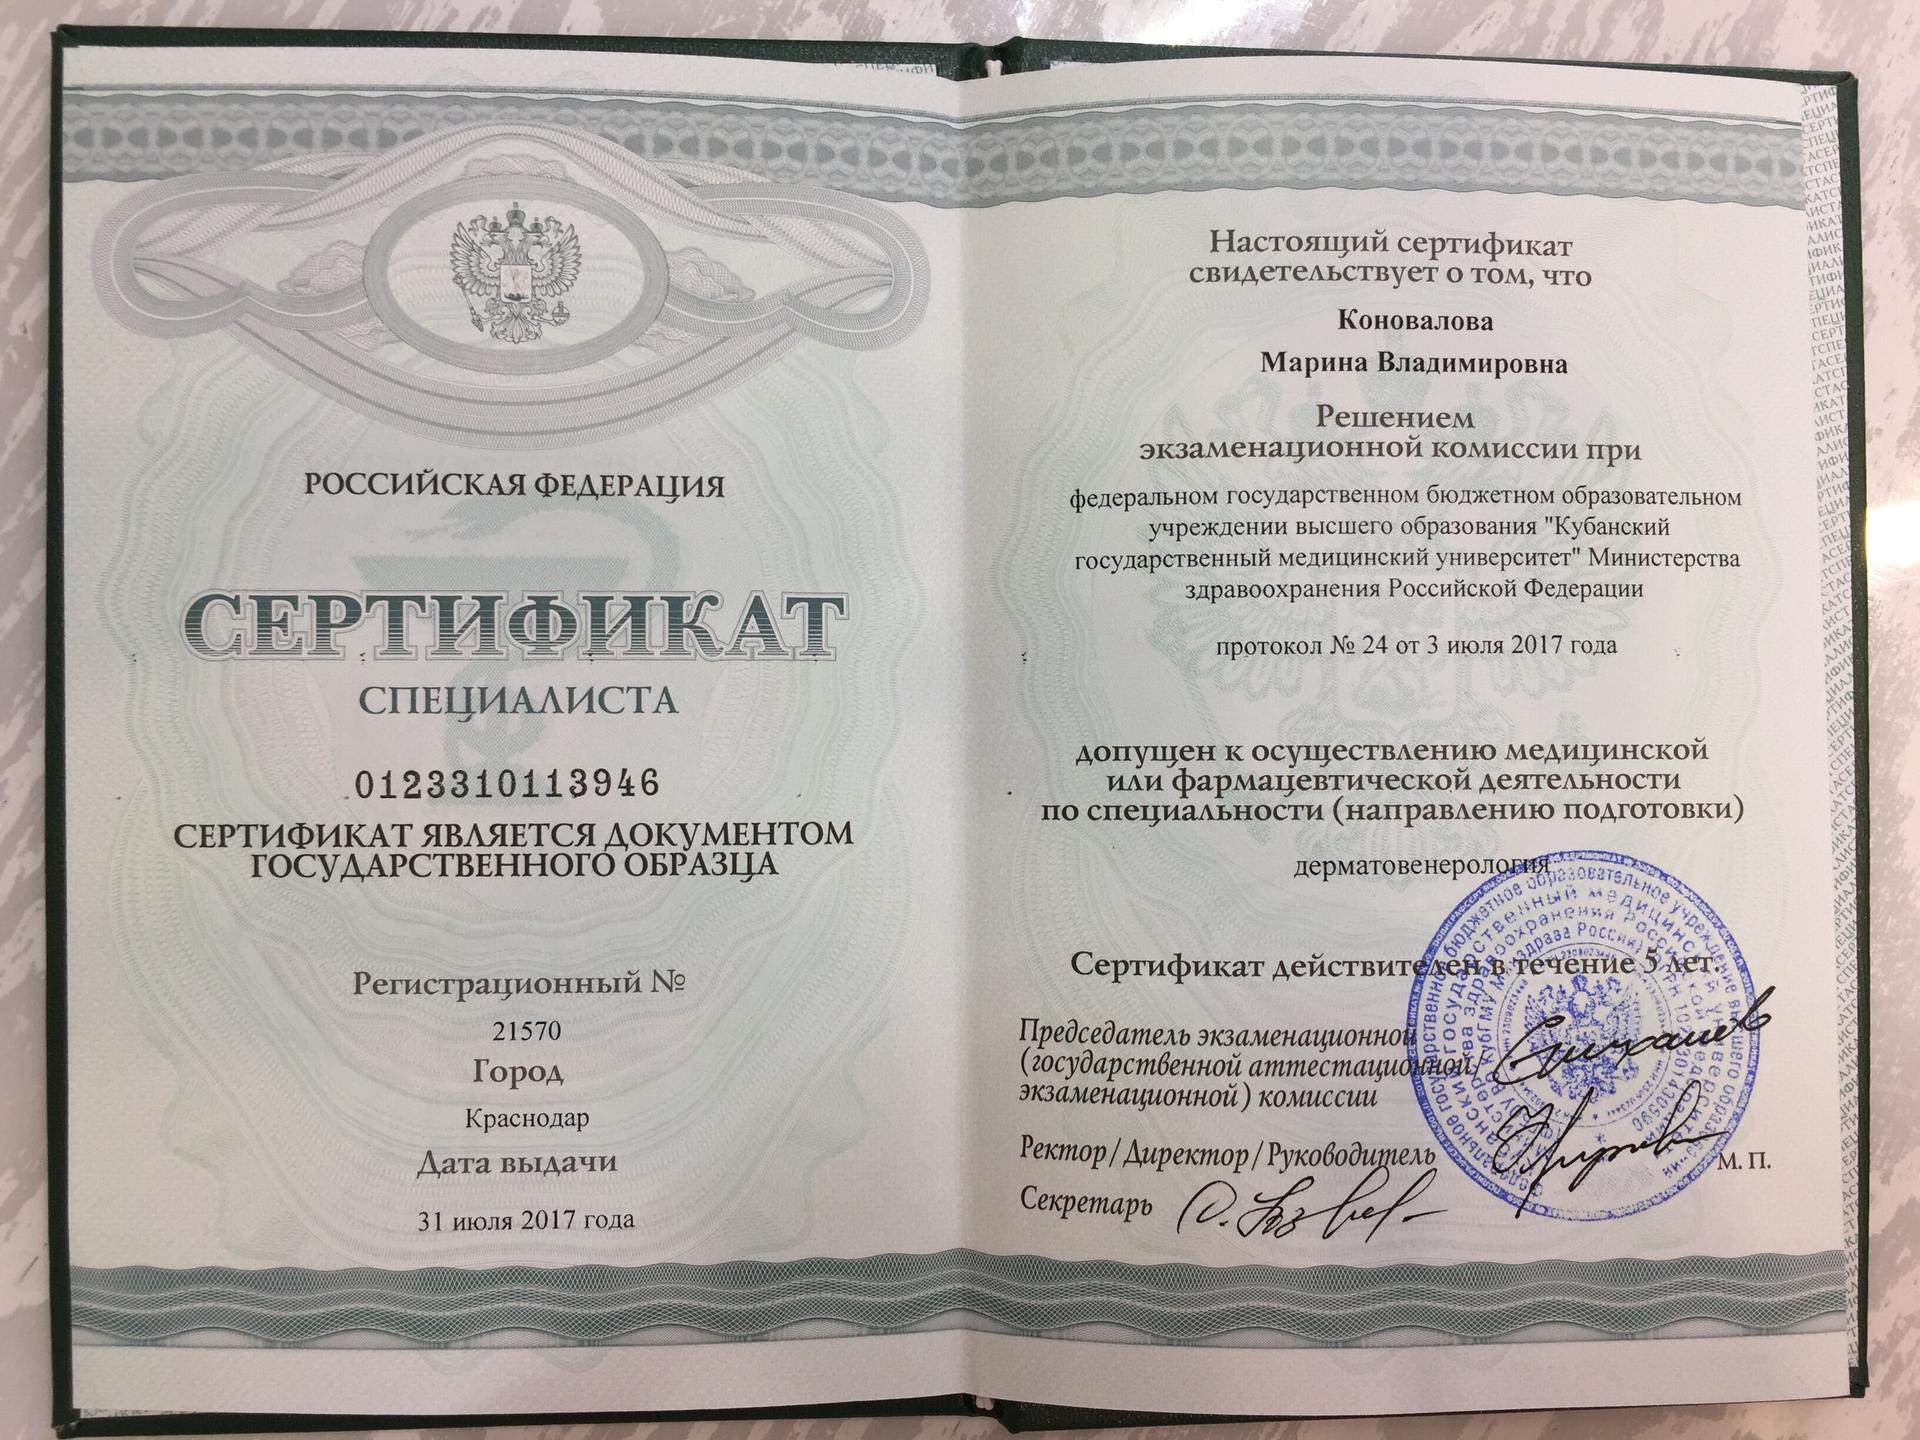 РОССИЙСКАЯ ФЕДЕРАЦИЯ
СЕРТИФИКАТ
СПЕЦИАЛИСТА
0123310113946
СЕРТИФИКАТ ЯВЛЯЕТСЯ ДОКУМЕНТОМ
ГОСУДАРСТВЕННОГО ОБРАЗЦА
Регистрационный №
21570
Город
Краснодар
Дата выдачи
31 июля 2017 года
Настоящий сертификат
свидетельствует о том, что
Коновалова
Марина Владимировна
Решением
экзаменационной комиссии при
федеральном государственном бюджетном образовательном
учреждении высшего образования "Кубанский
государственный медицинский университет" Министерства
здравоохранения Российской Федерации
протокол № 24 от 3 июля 2017 года
допущен к осуществлению медицинской
или фармацевтической деятельности
по специальности (направлению подготовки)
дерматовенерология
Сертификат действителен в течение 5 лет.
Председатель экзаменационной
(государственной аттестационной/
экзаменационной) комиссии
Ректор/Директор/Руководитель
М. П.
Секретарь